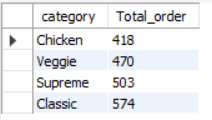 category Total_order
Chicken 418
Veggie 470
Supreme 503
Classic 574